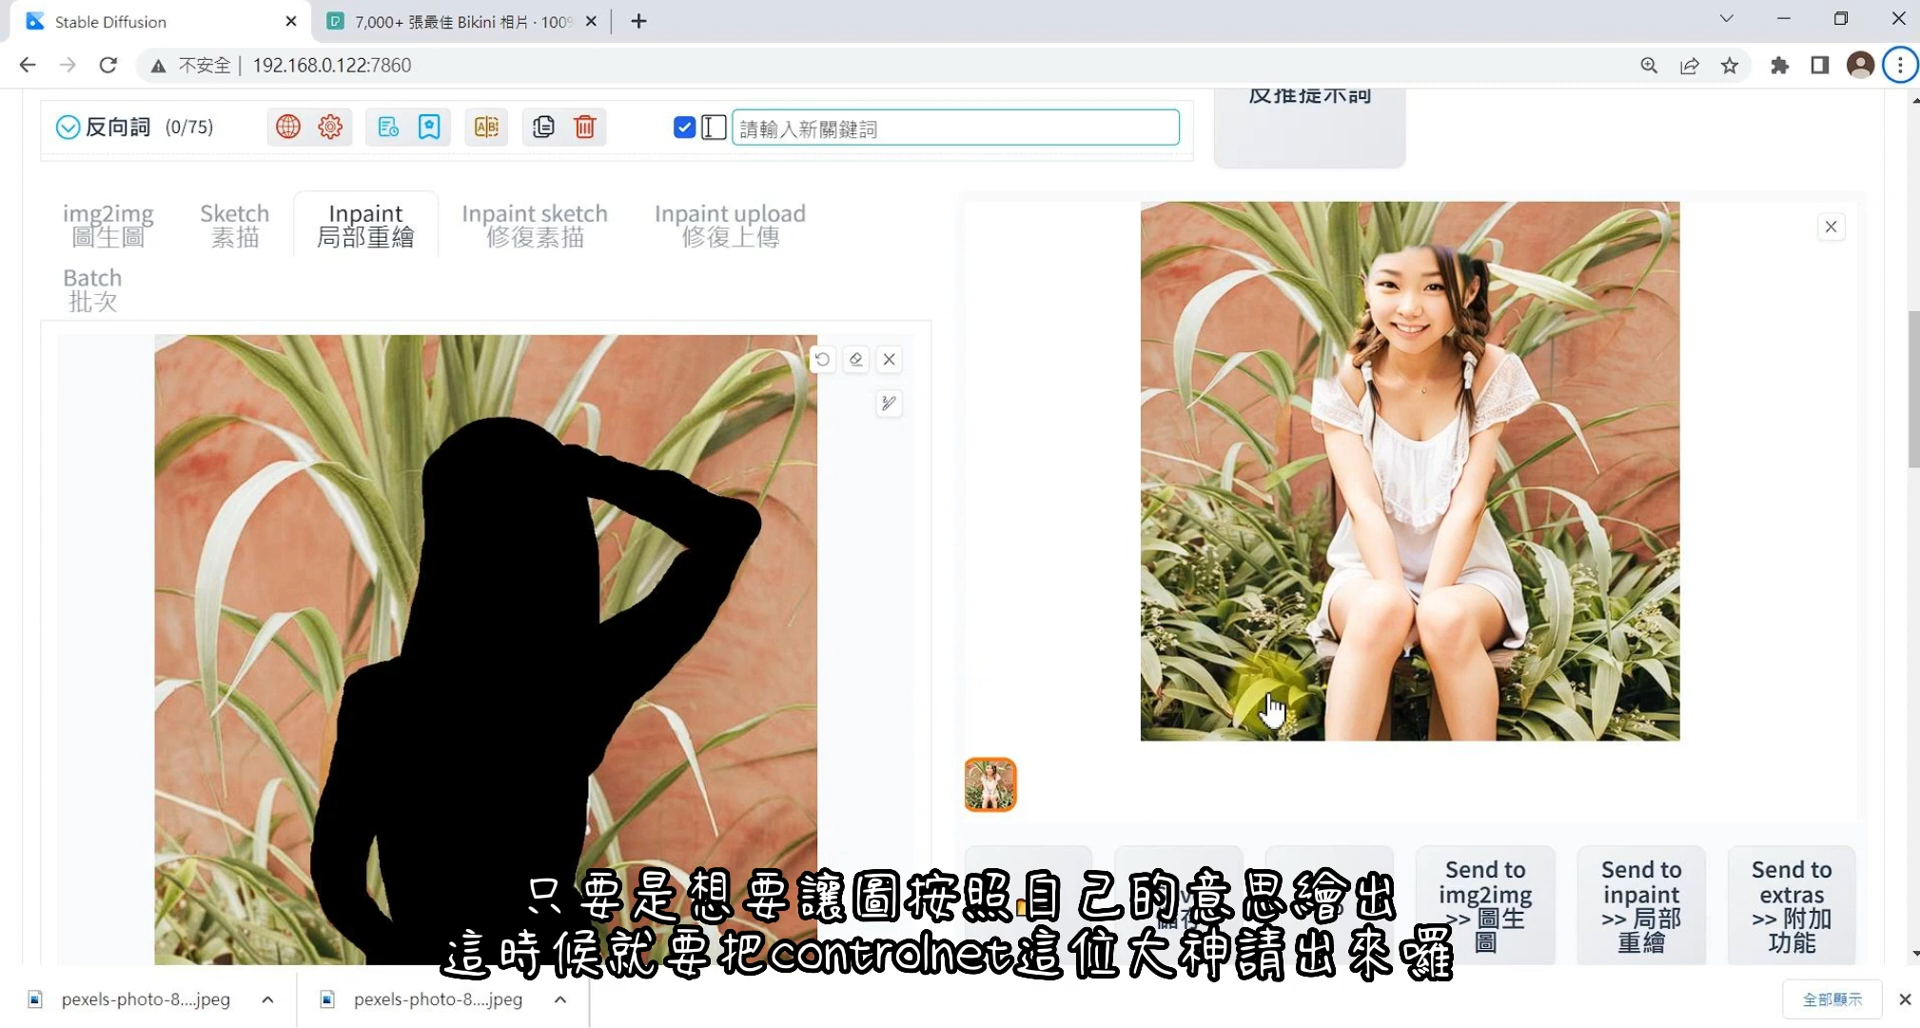 Stable Diffusion
7,000+ 張最佳 Bikini 相片 · 100%
不安全
192.168.0.122:7860
反推提示詞
反向詞 (0/75)
請輸入新關鍵詞
img2img
圖生圖
Sketch
素描
Inpaint
局部重繪
Inpaint sketch
修復素描
Inpaint upload
修復上傳
Batch
批次
Send to
img2img
>> 圖生
圖
Send to
inpaint
>> 局部
重繪
Send to
extras
>> 附加
功能
只要是想要讓圖按照自己的意思繪出
這時候就要把controlnet這位大神請出來囉
pexels-photo-8....jpeg
pexels-photo-8....jpeg
全部顯示